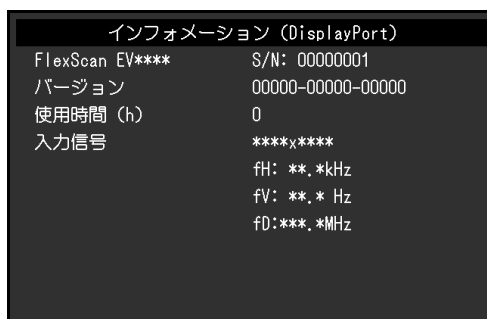 インフォメーション (DisplayPort)
FlexScan EV**** S/N: 00000001
バージョン 00000-00000-00000
使用時間 (h) 0
入力信号 ****x****
fH: **.*kHz
fV: **.* Hz
fD:***.*MHz